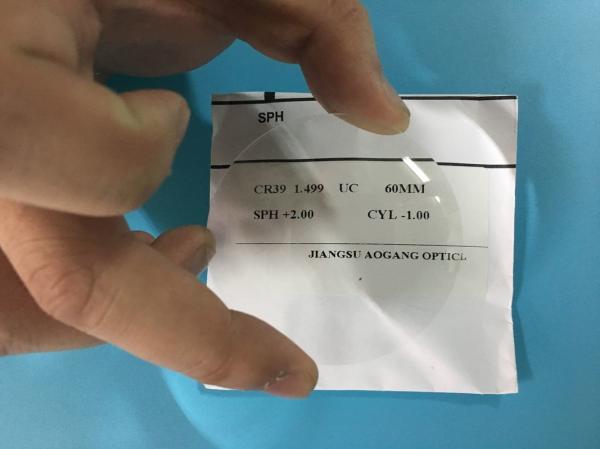 SPH
CR39 1.499 UC 60MM
SPH +2.00 CYL -1.00
JIANGSU AOGANG OPTICL